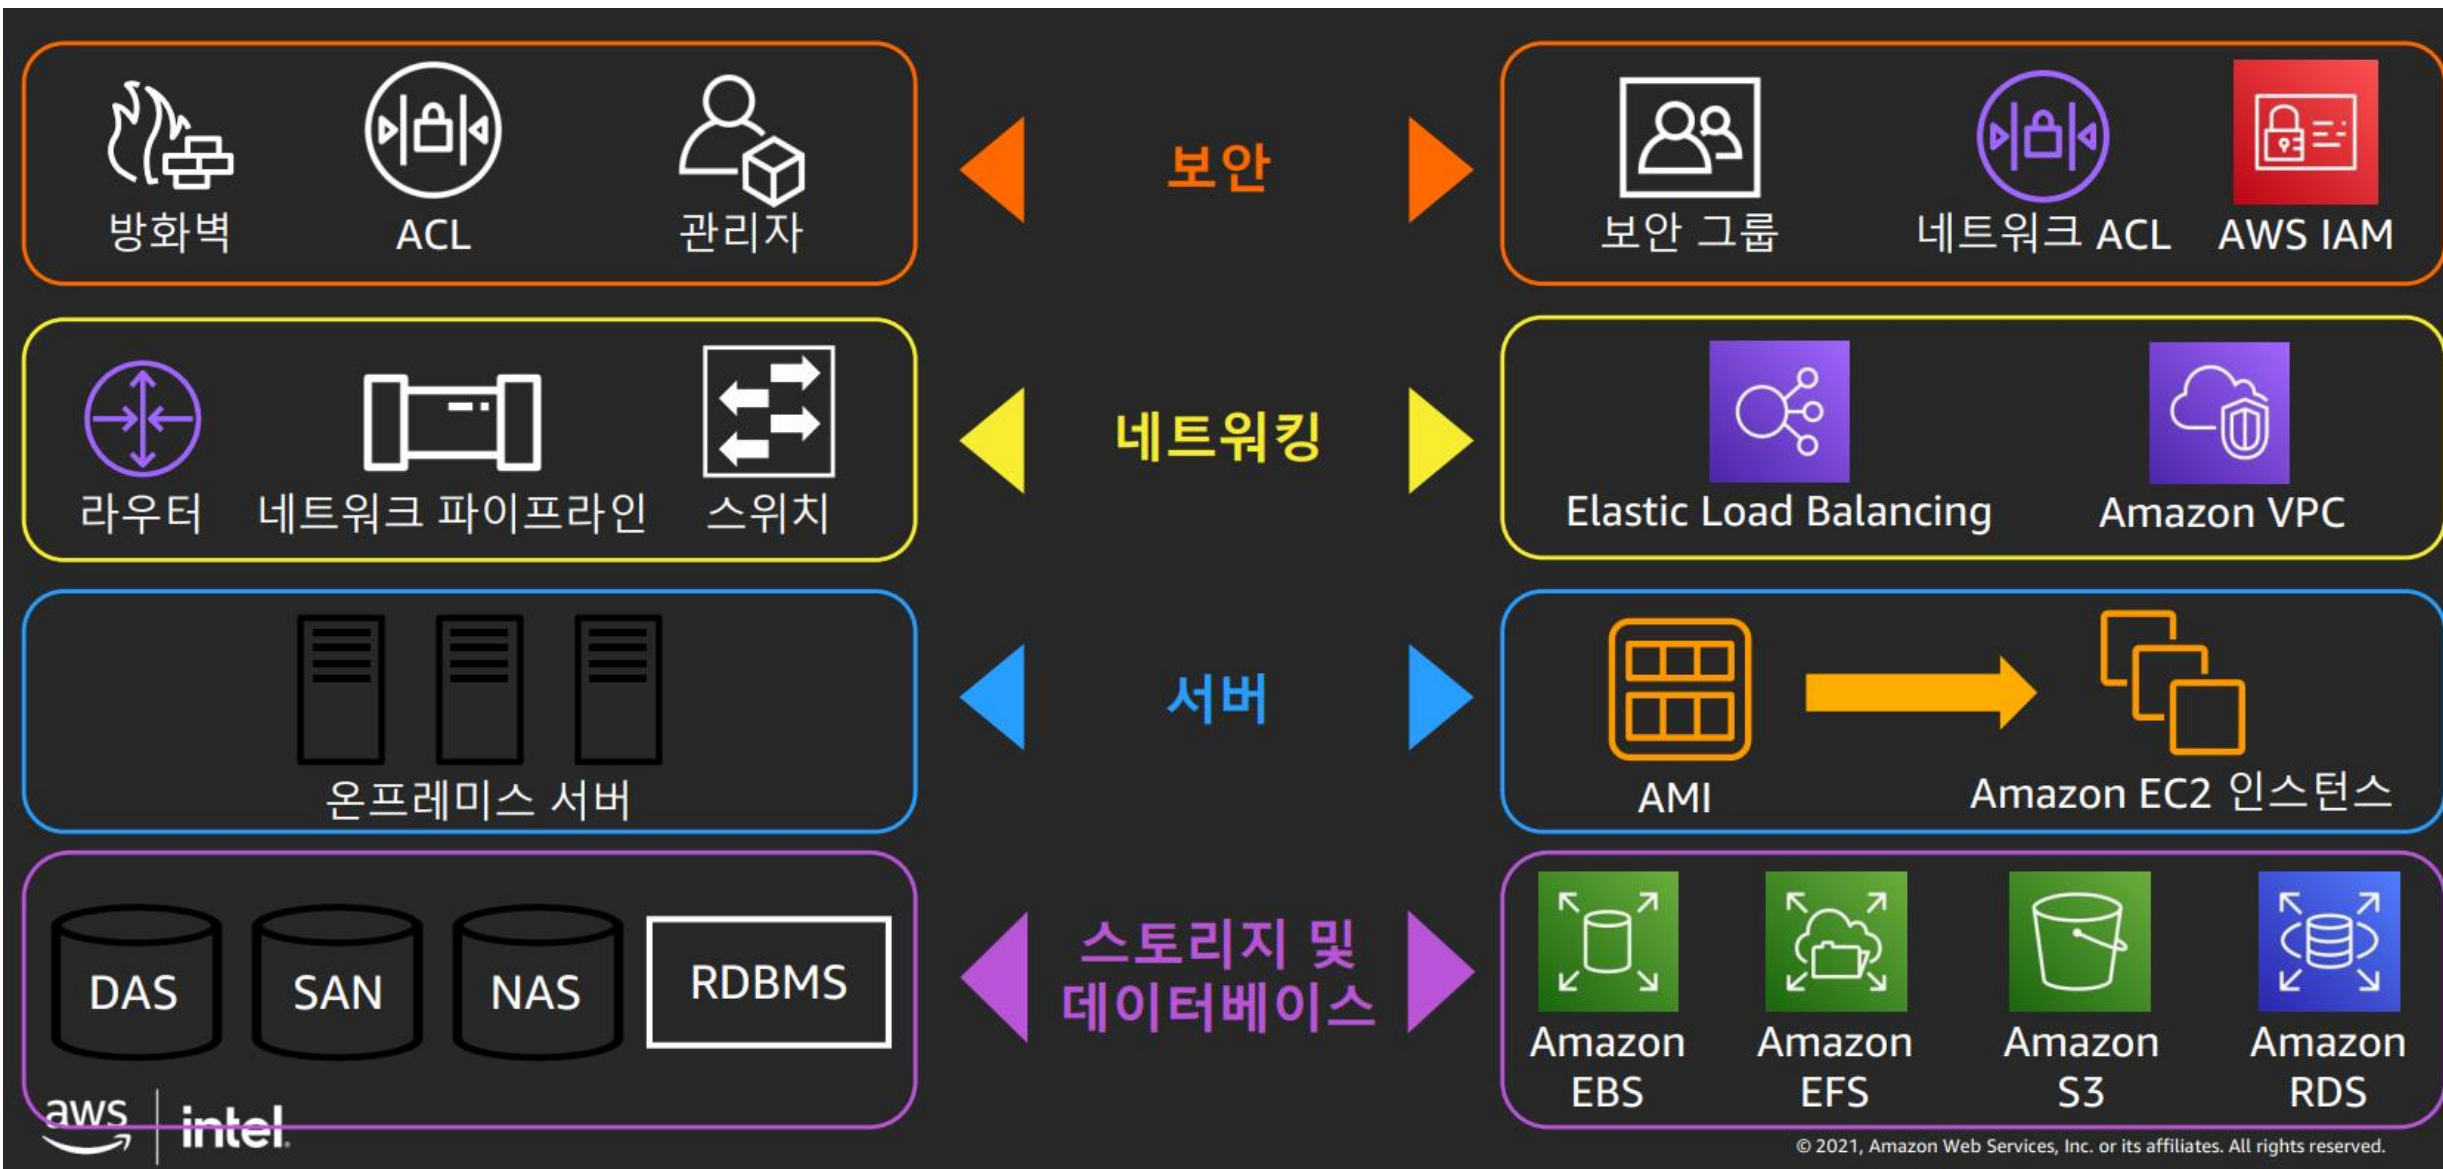 방화벽
ACL
관리자
보안
보안 그룹
네트워크 ACL
AWS IAM
라우터
네트워크 파이프라인
스위치
네트워킹
Elastic Load Balancing
Amazon VPC
온프레미스 서버
서버
AMI
Amazon EC2 인스턴스
DAS
SAN
NAS
RDBMS
스토리지 및
데이터베이스
Amazon
EBS
Amazon
EFS
Amazon
S3
Amazon
RDS
aws
intel.
© 2021, Amazon Web Services, Inc. or its affiliates. All rights reserved.